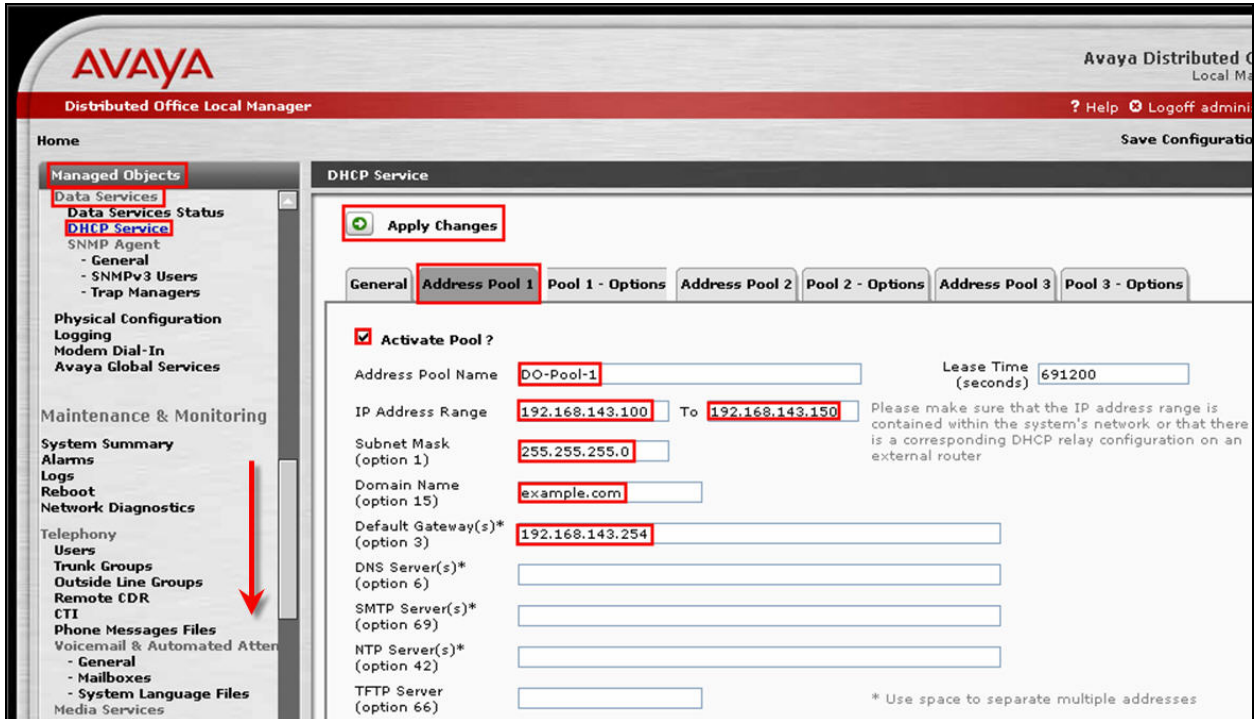 AVAYA
Avaya Distributed
Local
Distributed Office Local Manager
? Help Logoff
Home
Save
Managed Objects
Data Services
Data Services Status
DHCP Service
SNMP Agent
- General
- SNMPv3 Users
- Trap Managers
Physical Configuration
Logging
Modem Dial-In
Avaya Global Services
Maintenance & Monitoring
System Summary
Alarms
Logs
Reboot
Network Diagnostics
Telephony
Users
Trunk Groups
Outside Line Groups
Remote CDR
CTI
Phone Messages Files
Voicemail & Automated
- General
- Mailboxes
- System Language Files
Media Services
DHCP Service
Apply Changes
General Address Pool 1 Pool 1 - Options Address Pool 2 Pool 2 - Options Address Pool 3 Pool 3 - Options
Activate Pool ?
Address Pool Name DO-Pool-1 Lease Time
(seconds) 691200
IP Address Range 192.168.143.100 To 192.168.143.150
Please make sure that the IP address range is
contained within the system's network or that there
is a corresponding DHCP relay configuration on an
external router
Subnet Mask
(option 1) 255.255.255.0
Domain Name
(option 15) example.com
Default Gateway(s)*
(option 3) 192.168.143.254
DNS Server(s)*
(option 6)
SMTP Server(s)*
(option 69)
NTP Server(s)*
(option 42)
TFTP Server
(option 66)
* Use space to separate multiple addresses